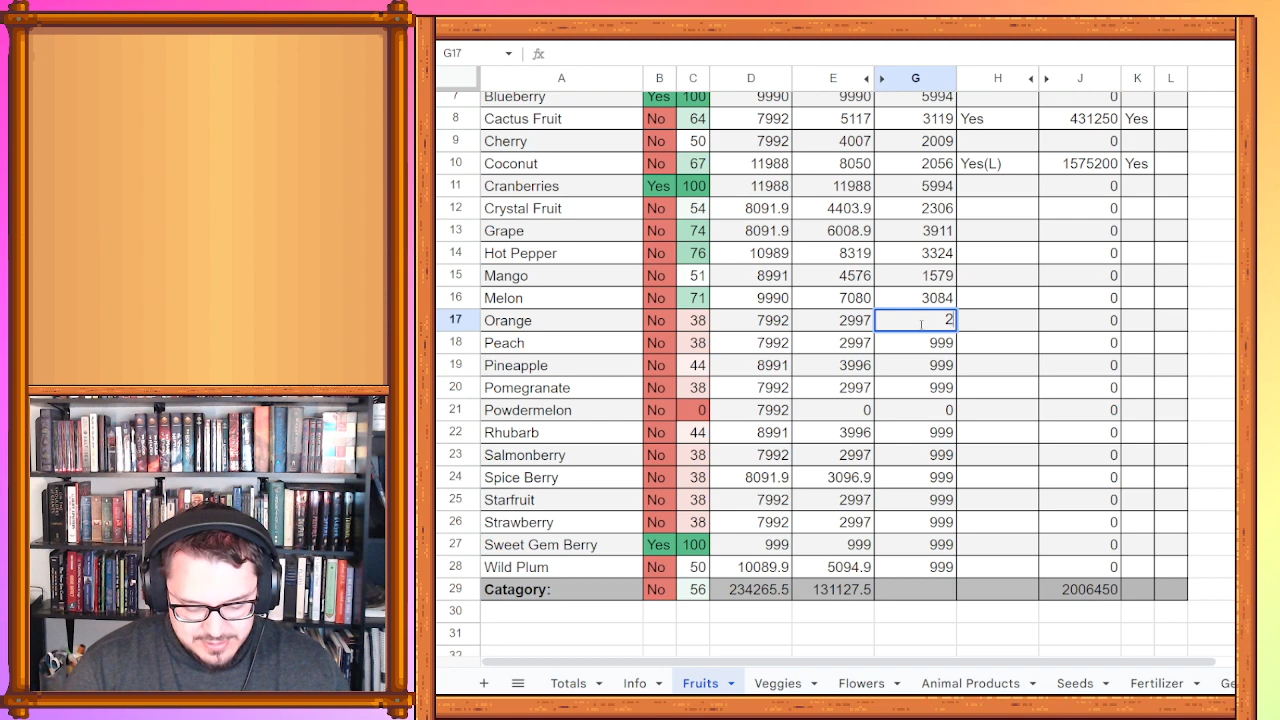 G17 fx
A B C D E G H J K L
7 Blueberry Yes 100 9990 9990 5994 0
8 Cactus Fruit No 64 7992 5117 3119 Yes 431250 Yes
9 Cherry No 50 7992 4007 2009 0
10 Coconut No 67 11988 8050 2056 Yes(L) 1575200 Yes
11 Cranberries Yes 100 11988 11988 5994 0
12 Crystal Fruit No 54 8091.9 4403.9 2306 0
13 Grape No 74 8091.9 6008.9 3911 0
14 Hot Pepper No 76 10989 8319 3324 0
15 Mango No 51 8991 4576 1579 0
16 Melon No 71 9990 7080 3084 0
17 Orange No 38 7992 2997 2 0
18 Peach No 38 7992 2997 999 0
19 Pineapple No 44 8991 3996 999 0
20 Pomegranate No 38 7992 2997 999 0
21 Powdermelon No 0 7992 0 0 0
22 Rhubarb No 44 8991 3996 999 0
23 Salmonberry No 38 7992 2997 999 0
24 Spice Berry No 38 8091.9 3096.9 999 0
25 Starfruit No 38 7992 2997 999 0
26 Strawberry No 38 7992 2997 999 0
27 Sweet Gem Berry Yes 100 999 999 999 0
28 Wild Plum No 50 10089.9 5094.9 999 0
29 Catagory: No 56 234265.5 131127.5 2006450
30
31
32
+ Totals Info Fruits Veggies Flowers Animal Products Seeds Fertilizer Ge